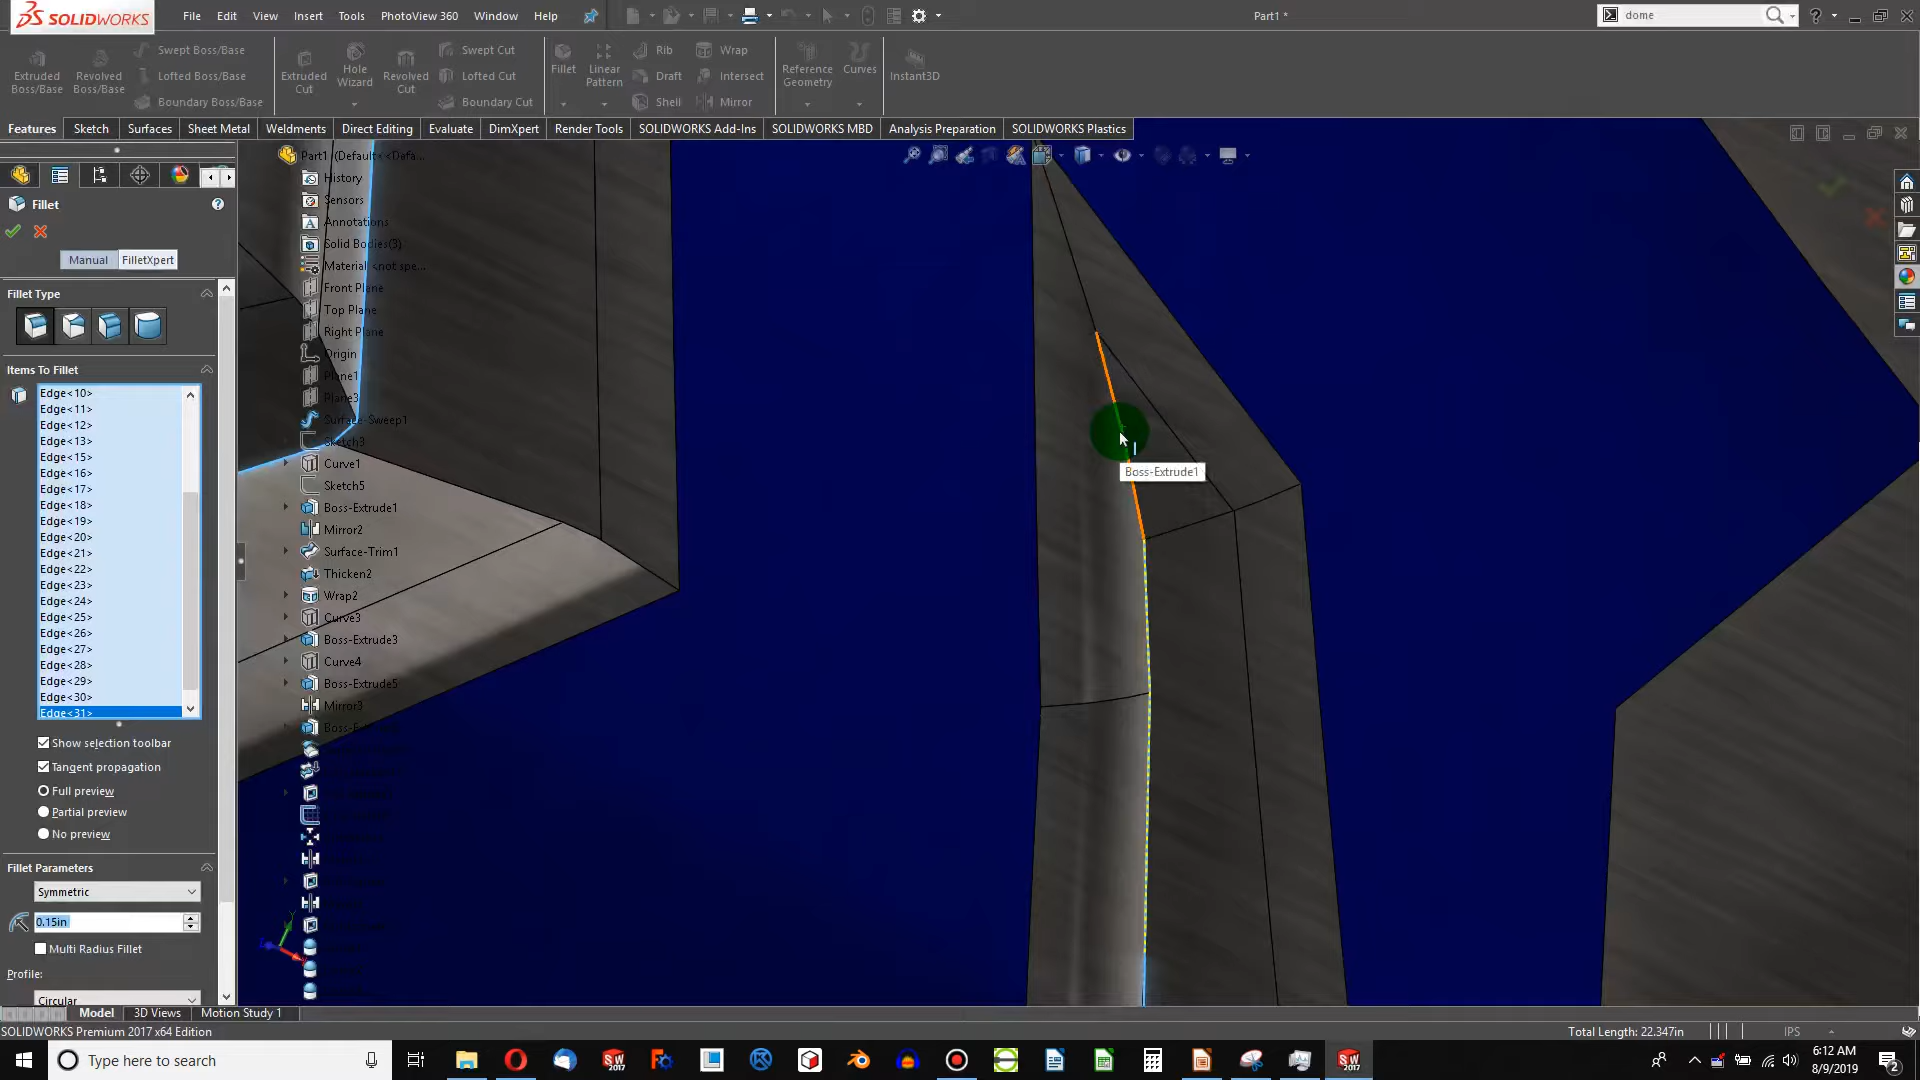 SOLIDWORKS File Edit View Insert Tools PhotoView 360 Window Help
Part1 *
dome
Extruded Boss/Base
Revolved Boss/Base
Swept Boss/Base
Lofted Boss/Base
Boundary Boss/Base
Extruded Cut
Hole Wizard
Revolved Cut
Swept Cut
Lofted Cut
Boundary Cut
Fillet
Linear Pattern
Rib
Draft
Shell
Wrap
Intersect
Mirror
Reference Geometry
Curves
Instant3D
Features Sketch Surfaces Sheet Metal Weldments Direct Editing Evaluate DimXpert Render Tools SOLIDWORKS Add-Ins SOLIDWORKS MBD Analysis Preparation SOLIDWORKS Plastics
Fillet
Manual FilletXpert
Fillet Type
Items To Fillet
Edge<10>
Edge<11>
Edge<12>
Edge<13>
Edge<15>
Edge<16>
Edge<17>
Edge<18>
Edge<19>
Edge<20>
Edge<21>
Edge<22>
Edge<23>
Edge<24>
Edge<25>
Edge<26>
Edge<27>
Edge<28>
Edge<29>
Edge<30>
Edge<31>
Show selection toolbar
Tangent propagation
Full preview
Partial preview
No preview
Fillet Parameters
Symmetric
0.15in
Multi Radius Fillet
Profile:
Circular
Part1 (Default< <Defa...
History
Sensors
Annotations
Solid Bodies(3)
Material <not spe...
Front Plane
Top Plane
Right Plane
Origin
Plane1
Plane3
Surface-Sweep1
Sketch3
Curve1
Sketch5
Boss-Extrude1
Mirror2
Surface-Trim1
Thicken2
Wrap2
Curve3
Boss-Extrude3
Curve4
Boss-Extrude5
Mirror3
Boss-Extrude1
Model 3D Views Motion Study 1
SOLIDWORKS Premium 2017 x64 Edition
Total Length: 22.347in
IPS
Type here to search
6:12 AM
8/9/2019
2